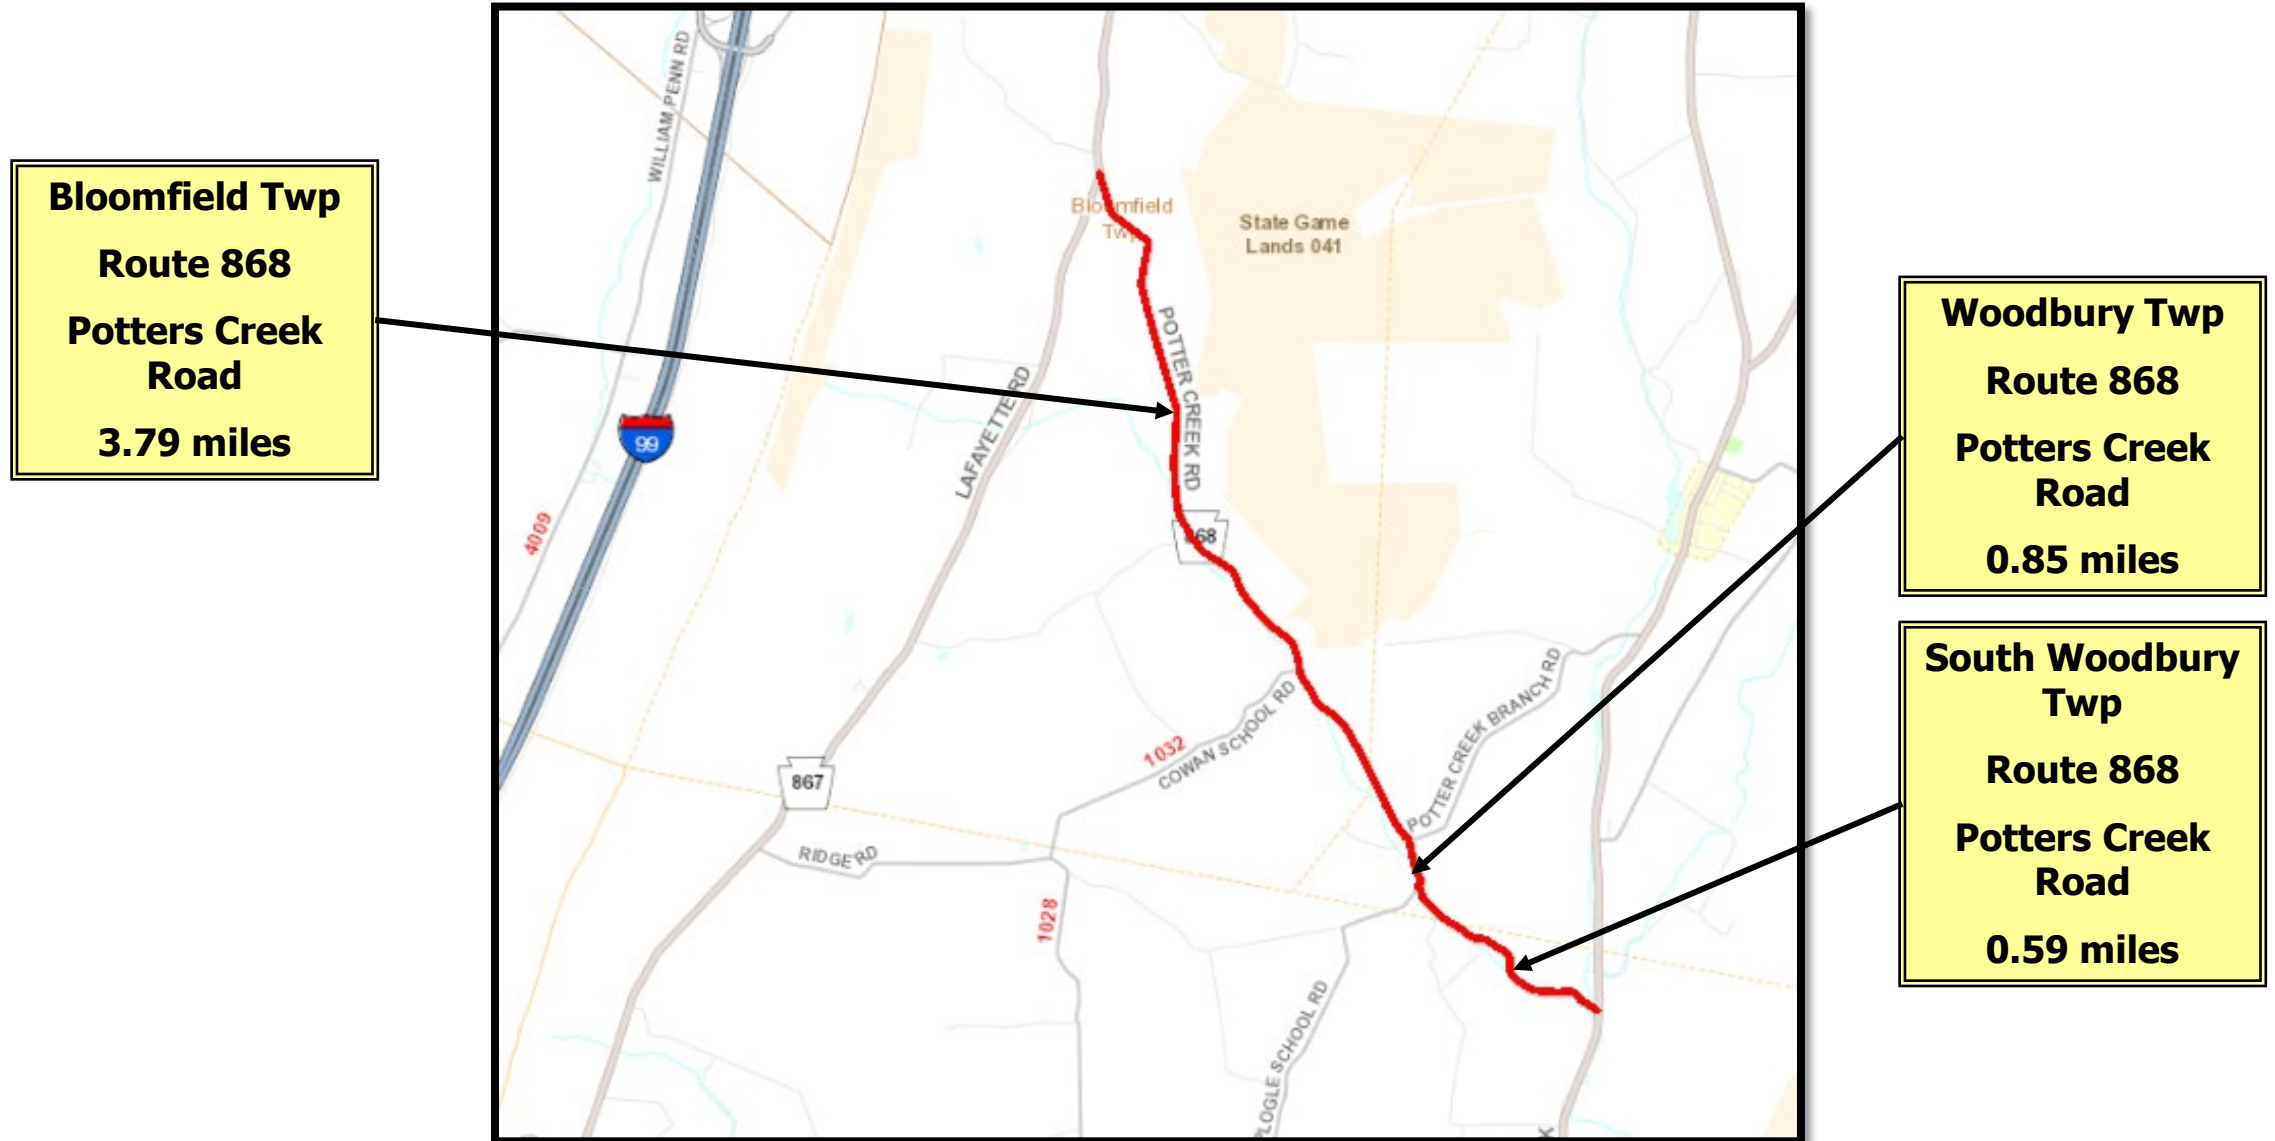 Bloomfield Twp
Route 868
Potters Creek
Road
3.79 miles
WILLIAM PENN RD
99
4009
LAFAYETTE RD
Bloomfield
Twp
State Game
Lands 041
POTTER CREEK RD
868
867
RIDGE RD
1032
COWAN SCHOOL RD
1028
POTTER CREEK BRANCH RD
PLOGLE SCHOOL RD
K
Woodbury Twp
Route 868
Potters Creek
Road
0.85 miles
South Woodbury
Twp
Route 868
Potters Creek
Road
0.59 miles